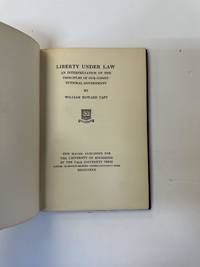 LIBERTY UNDER LAW
AN INTERPRETATION OF THE
PRINCIPLES OF OUR CONSTI-
TUTIONAL GOVERNMENT
BY
WILLIAM HOWARD TAFT
NEW HAVEN: PUBLISHED FOR
THE UNIVERSITY OF ROCHESTER
BY THE YALE UNIVERSITY PRESS